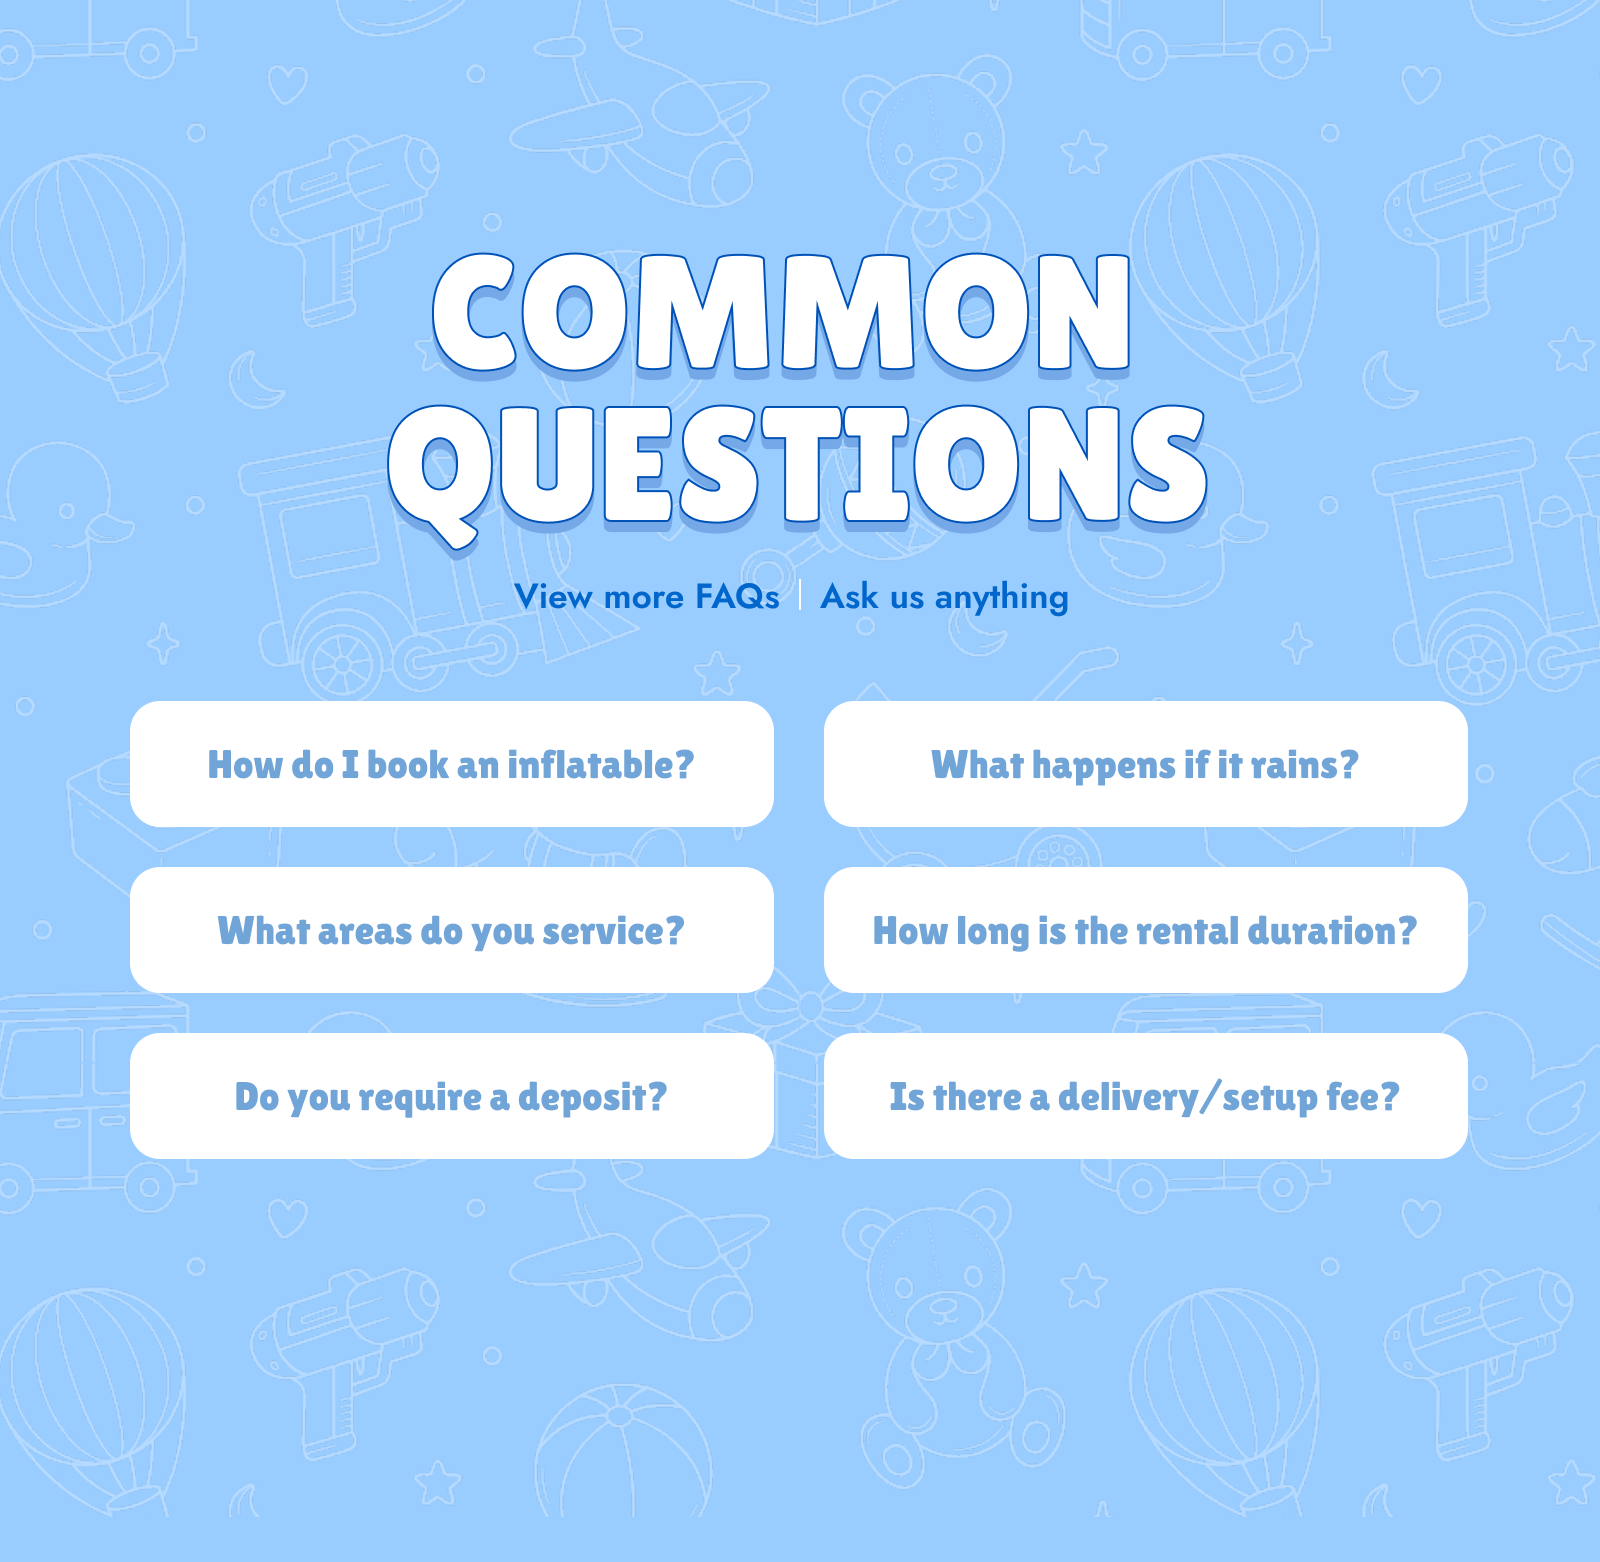 COMMON
QUESTIONS
View more FAQs | Ask us anything
How do I book an inflatable?
What happens if it rains?
What areas do you service?
How long is the rental duration?
Do you require a deposit?
Is there a delivery/setup fee?